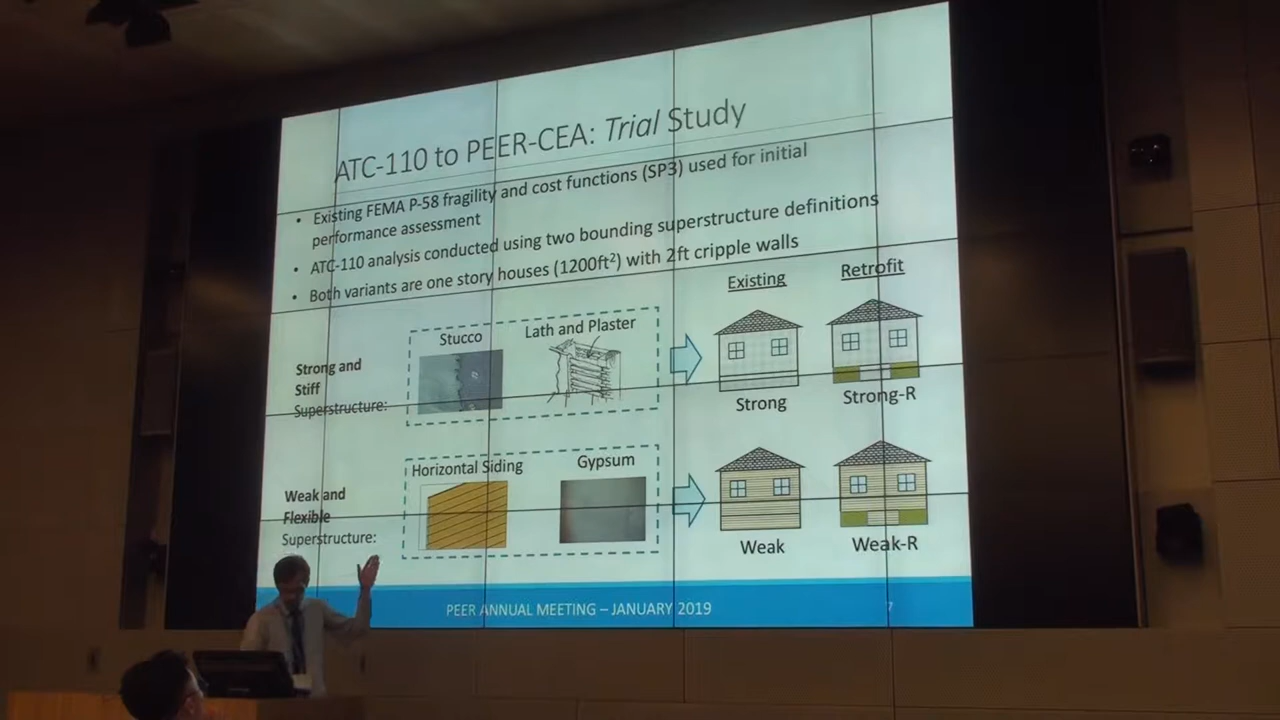 ATC-110 to PEER-CEA: Trial Study
• Existing FEMA P-58 fragility and cost functions (SP3) used for initial
performance assessment
• ATC-110 analysis conducted using two bounding superstructure definitions
• Both variants are one story houses (1200ft²) with 2ft cripple walls
Existing
Retrofit
Strong and
Stiff
Superstructure:
Stucco
Lath and Plaster
Strong
Strong-R
Weak and
Flexible
Superstructure:
Horizontal Siding
Gypsum
Weak
Weak-R
PEER ANNUAL MEETING – JANUARY 2019
7